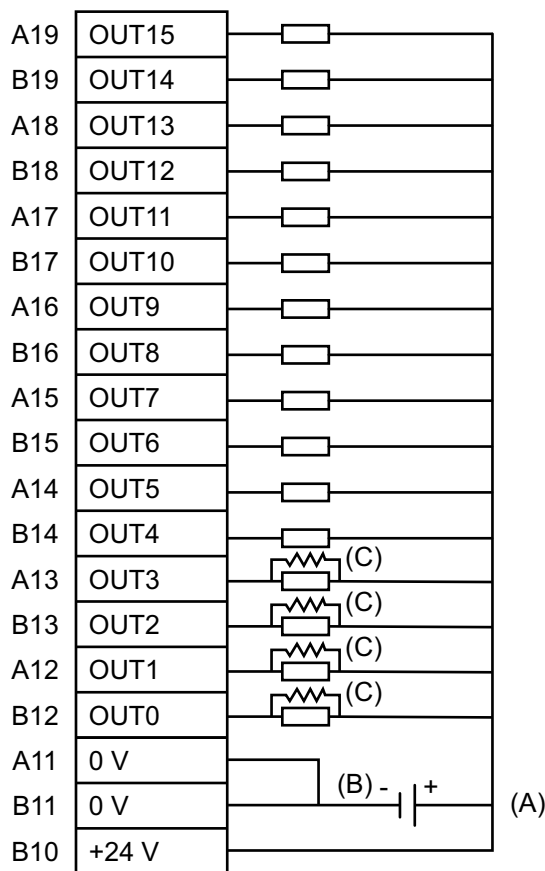 A19 OUT15
B19 OUT14
A18 OUT13
B18 OUT12
A17 OUT11
B17 OUT10
A16 OUT9
B16 OUT8
A15 OUT7
B15 OUT6
A14 OUT5
B14 OUT4
(C)
A13 OUT3
(C)
B13 OUT2
(C)
A12 OUT1
(C)
B12 OUT0
A11 0 V
(B) - +
B11 0 V (A)
B10 +24 V